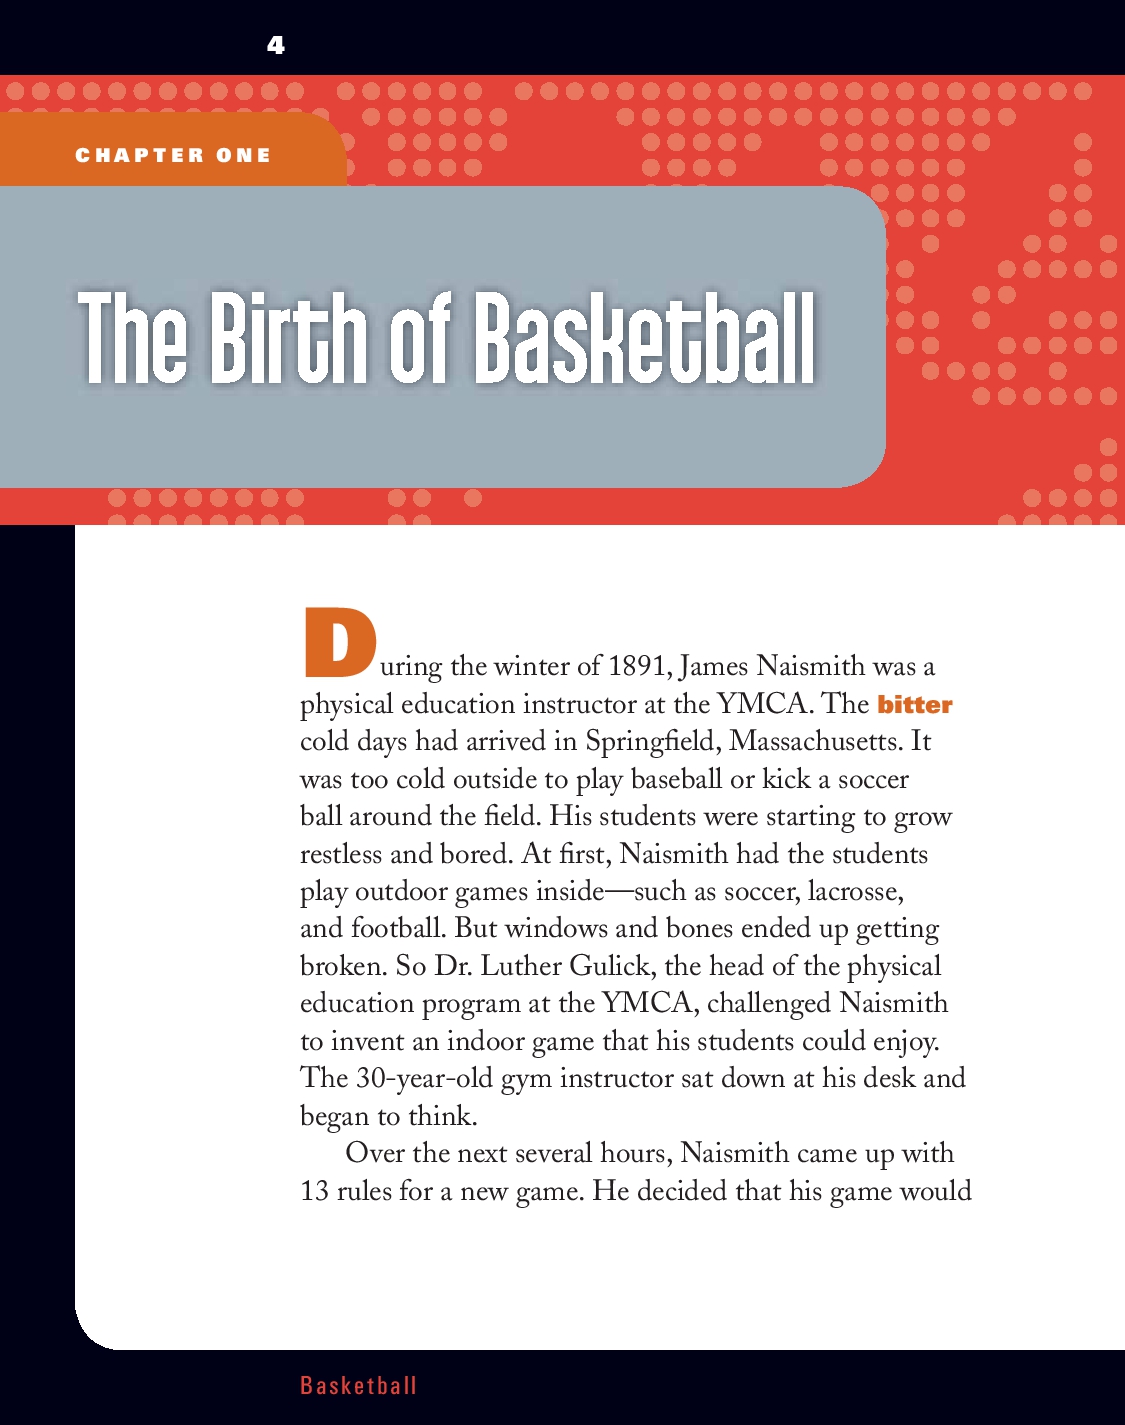 4
CHAPTER ONE
The Birth of Basketball
During the winter of 1891, James Naismith was a
physical education instructor at the YMCA. The bitter
cold days had arrived in Springfield, Massachusetts. It
was too cold outside to play baseball or kick a soccer
ball around the field. His students were starting to grow
restless and bored. At first, Naismith had the students
play outdoor games inside—such as soccer, lacrosse,
and football. But windows and bones ended up getting
broken. So Dr. Luther Gulick, the head of the physical
education program at the YMCA, challenged Naismith
to invent an indoor game that his students could enjoy.
The 30-year-old gym instructor sat down at his desk and
began to think.
Over the next several hours, Naismith came up with
13 rules for a new game. He decided that his game would
Basketball